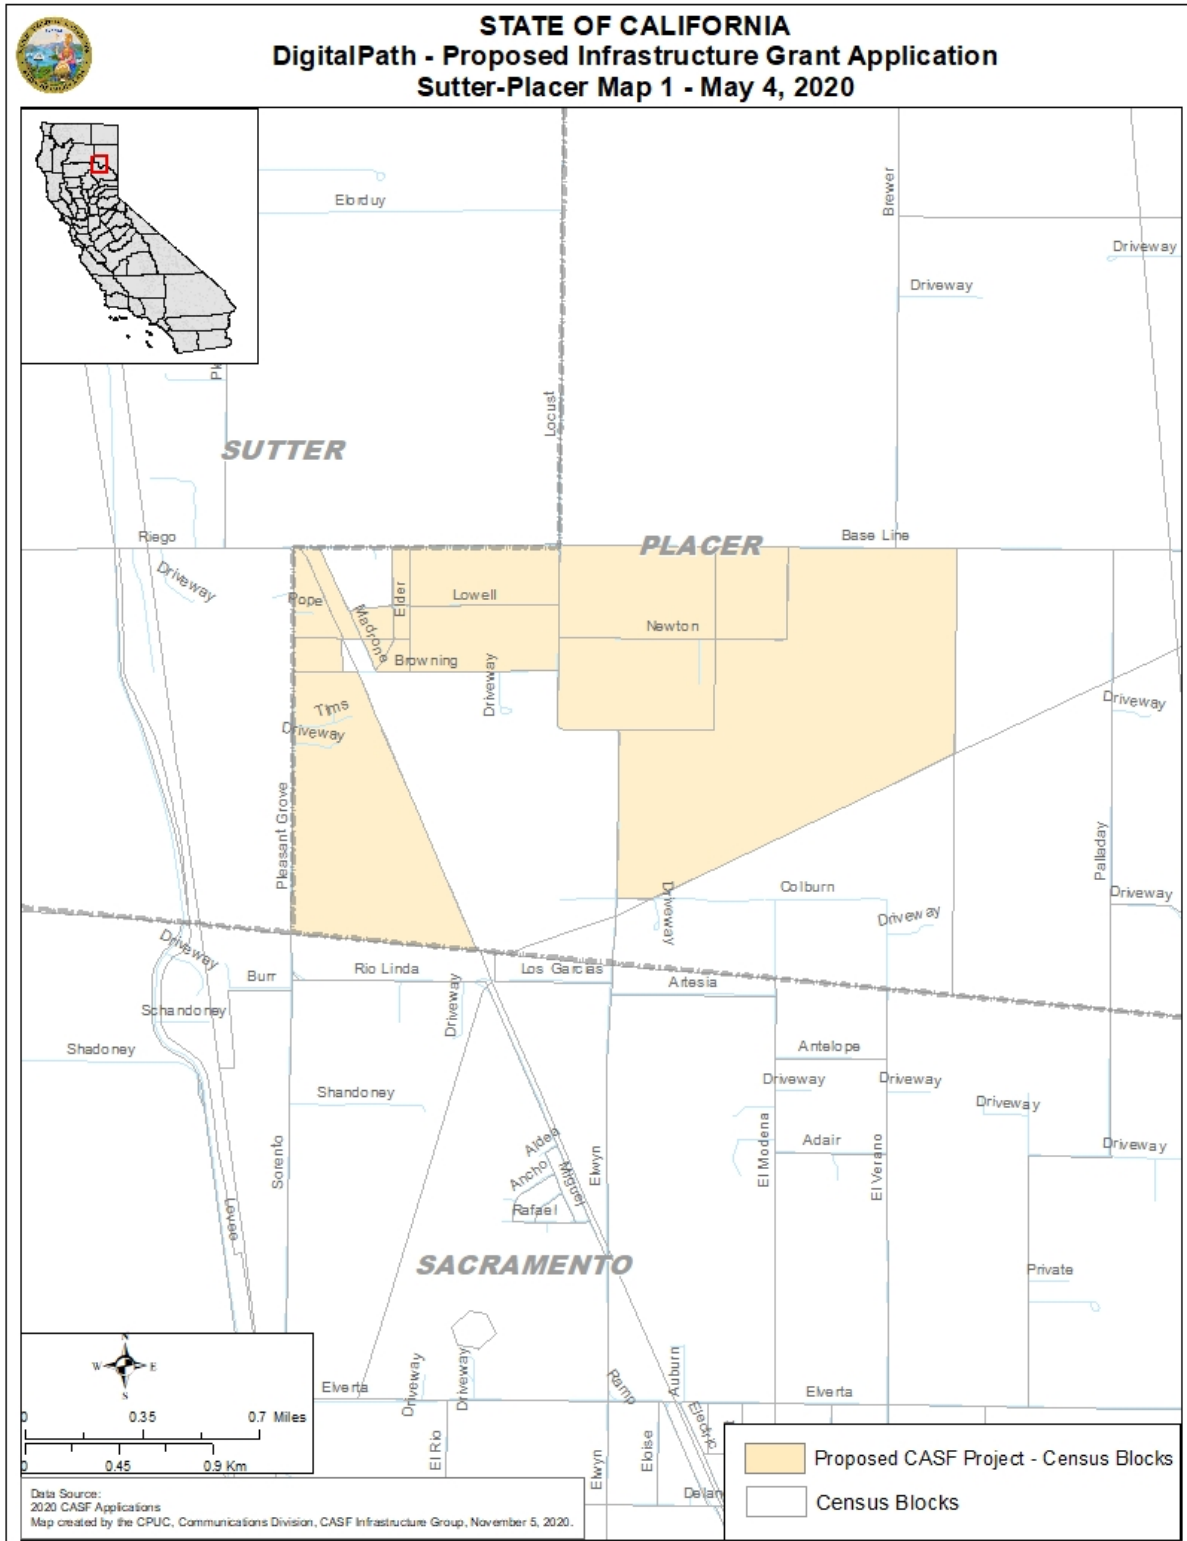 STATE OF CALIFORNIA
DigitalPath - Proposed Infrastructure Grant Application
Sutter-Placer Map 1 - May 4, 2020
Elorduy
Brewer
Driveway
Driveway
Locust
SUTTER
Riego
PLACER
Base Line
Driveway
Pope
Elder
Lowell
Madrone
Newton
Browning
Driveway
Tims
Driveway
Driveway
Pleasant Grove
Palladay
Colburn
Driveway
Driveway
Driveway
Driveway
Burr
Rio Linda
Los Garcias
Artesia
Driveway
Schandoney
Shadoney
Antelope
Driveway
Driveway
Shandoney
Driveway
Sorento
Aldea
Ancho
Miguel
Elwyn
El Modena
Adair
El Verano
Driveway
Rafael
Levee
SACRAMENTO
Private
N
W E
S
Elverta
Driveway
Driveway
Ramp
Auburn
Elverta
0 0.35 0.7 Miles
0 0.45 0.9 Km
El Rio
Elwyn
Eloise
Electric
Proposed CASF Project - Census Blocks
Census Blocks
Data Source:
2020 CASF Applications
Map created by the CPUC, Communications Division, CASF Infrastructure Group, November 5, 2020.